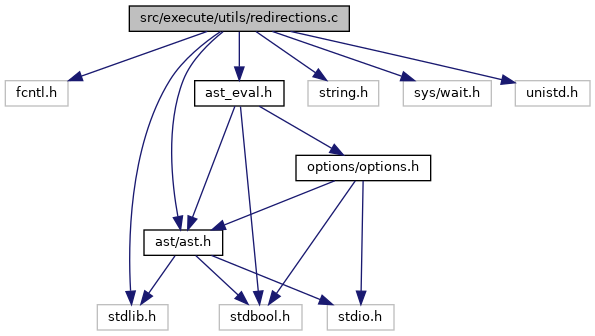 src/execute/utils/redirections.c
fcntl.h
ast_eval.h
string.h
sys/wait.h
unistd.h
options/options.h
ast/ast.h
stdlib.h
stdbool.h
stdio.h